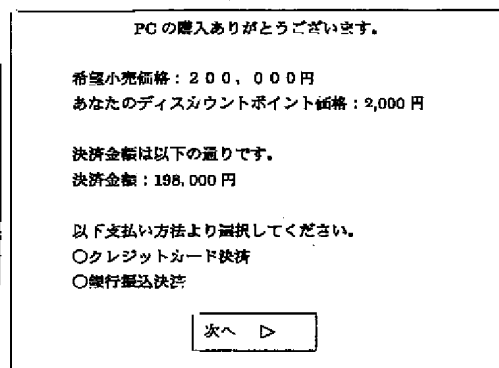 PCの購入ありがとうございます。
希望小売価格：２００，０００円
あなたのディスカウントポイント価格：2,000円
決済金額は以下の通りです。
決済金額：198,000円
以下支払い方法より選択してください。
○クレジットカード決済
○銀行振込決済
次へ ▷